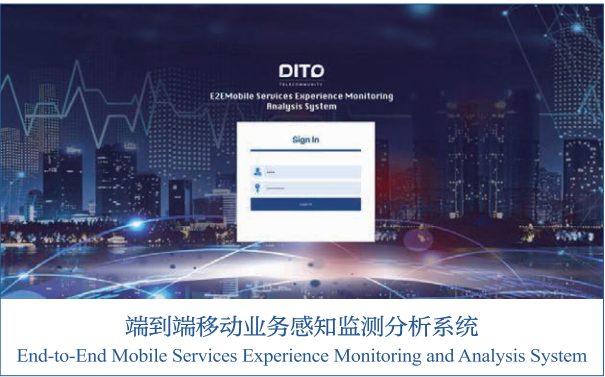 DITO
TELECOMMUNITY
E2EMobile Services Experience Monitoring
Analysis System
Sign In
端到端移动业务感知监测分析系统
End-to-End Mobile Services Experience Monitoring and Analysis System